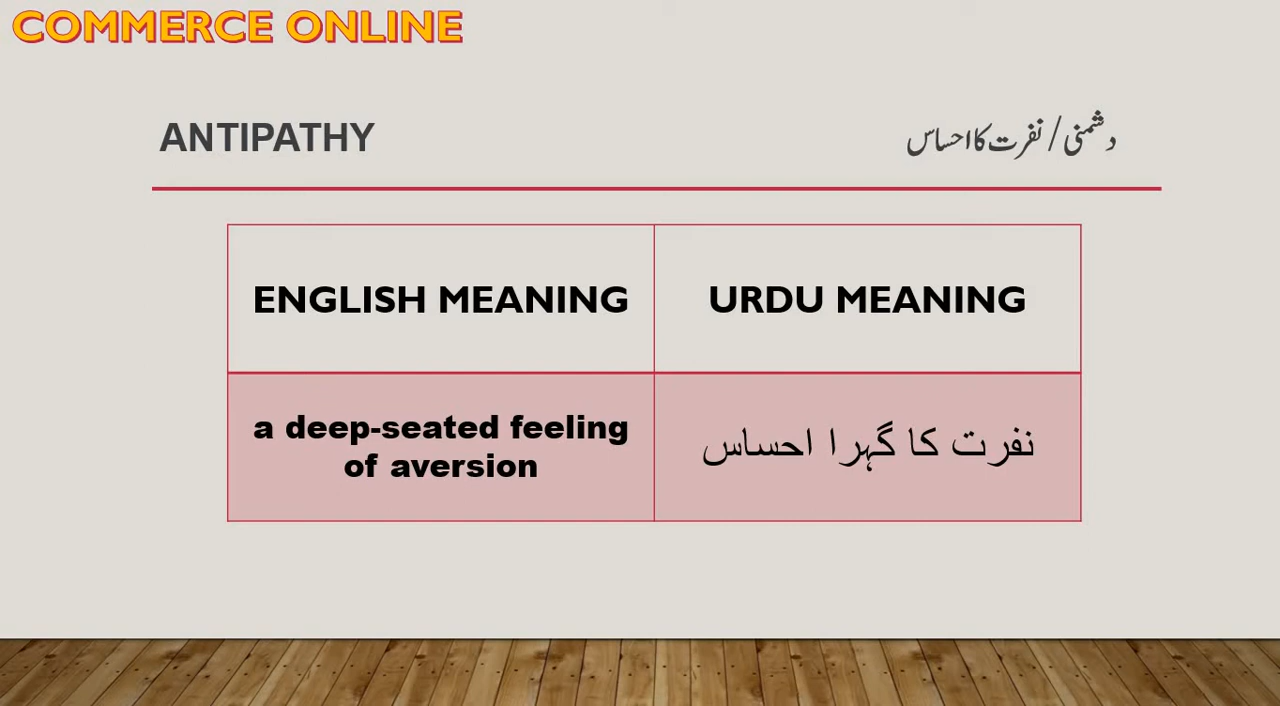 COMMERCE ONLINE
ANTIPATHY
دشمنی / نفرت کا احساس
ENGLISH MEANING
URDU MEANING
a deep-seated feeling
of aversion
نفرت کا گہرا احساس